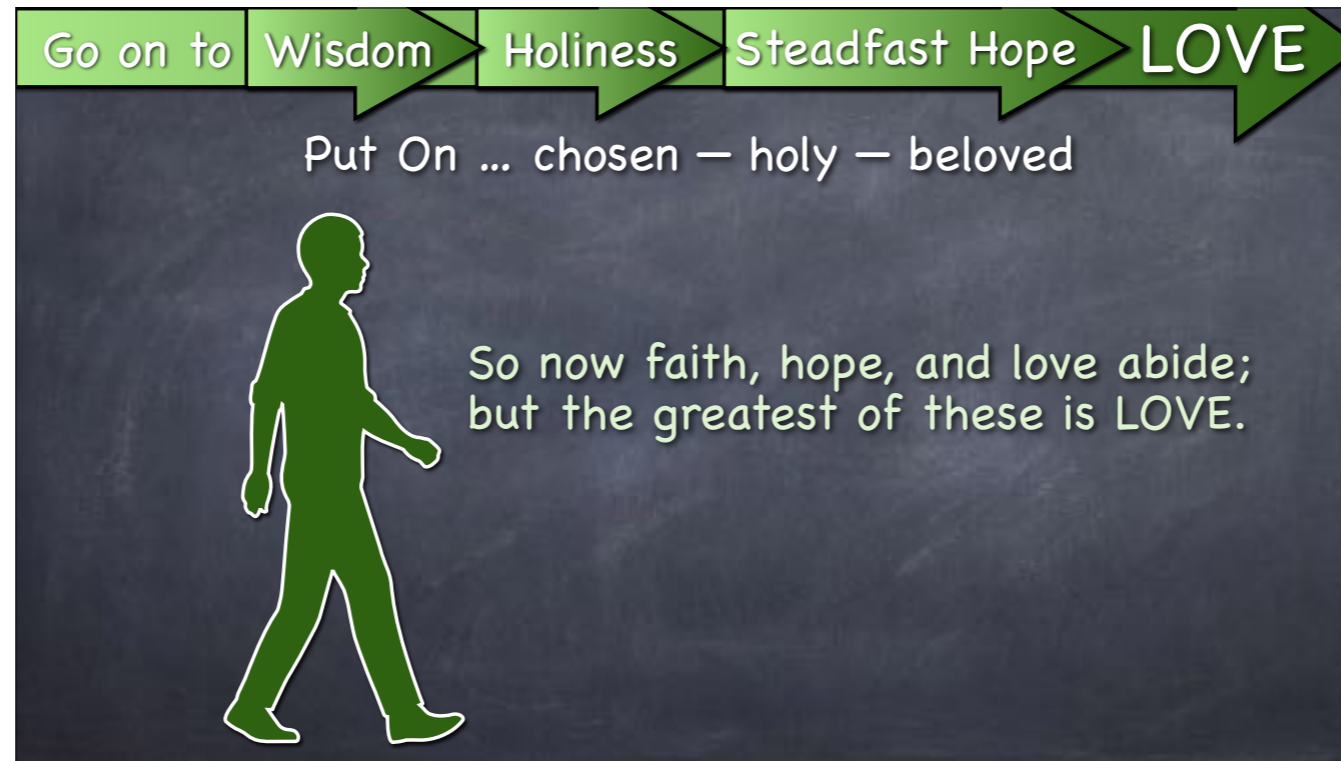 Go on to Wisdom Holiness Steadfast Hope LOVE
Put On ... chosen – holy – beloved
So now faith, hope, and love abide;
but the greatest of these is LOVE.